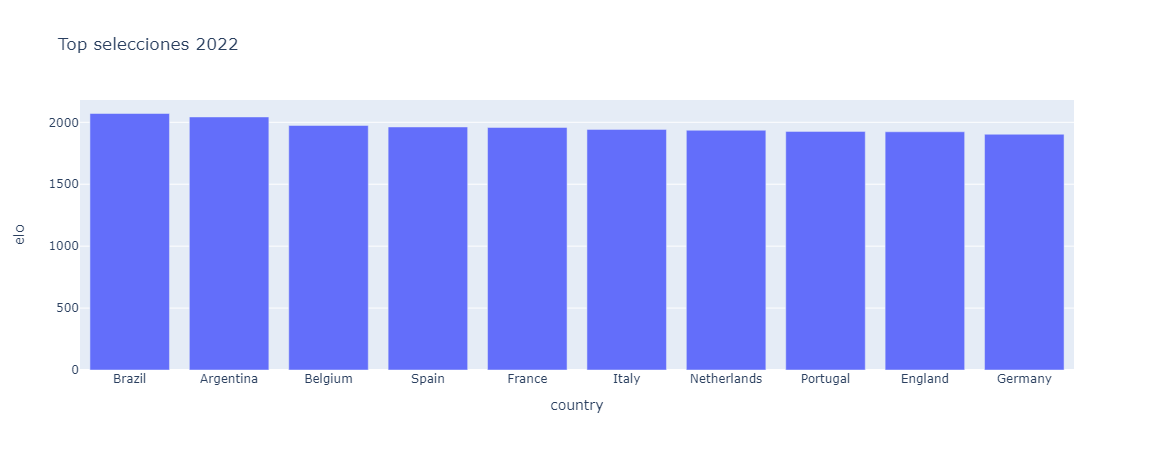 Top selecciones 2022
elo
2000
1500
1000
500
0
Brazil Argentina Belgium Spain France Italy Netherlands Portugal England Germany
country